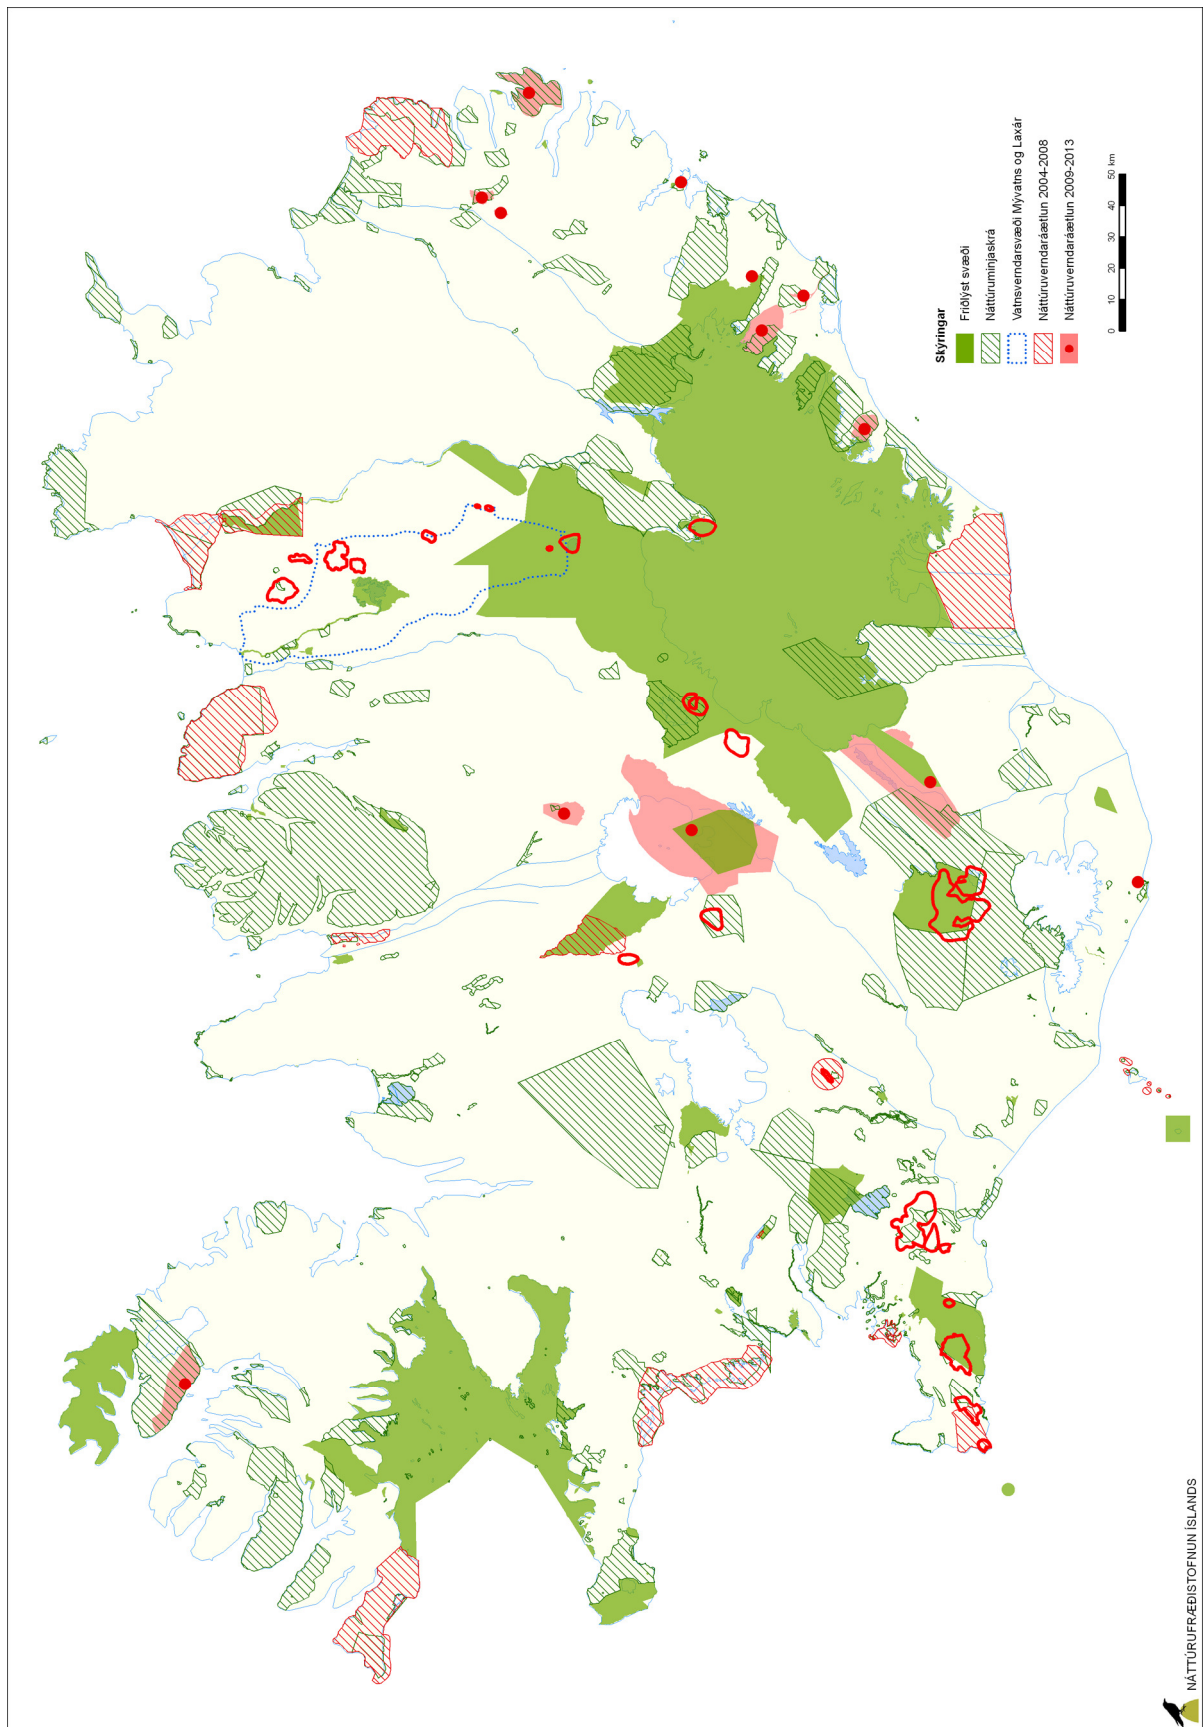 Skýringar
Friðlýst svæði
Náttúruminjaskrá
Vatnsverndarsvæði Mývatns og Laxár
Náttúruverndaráætlun 2004-2008
Náttúruverndaráætlun 2009-2013
0 10 20 30 40 50 km
NÁTTÚRUFRÆÐISTOFNUN ÍSLANDS